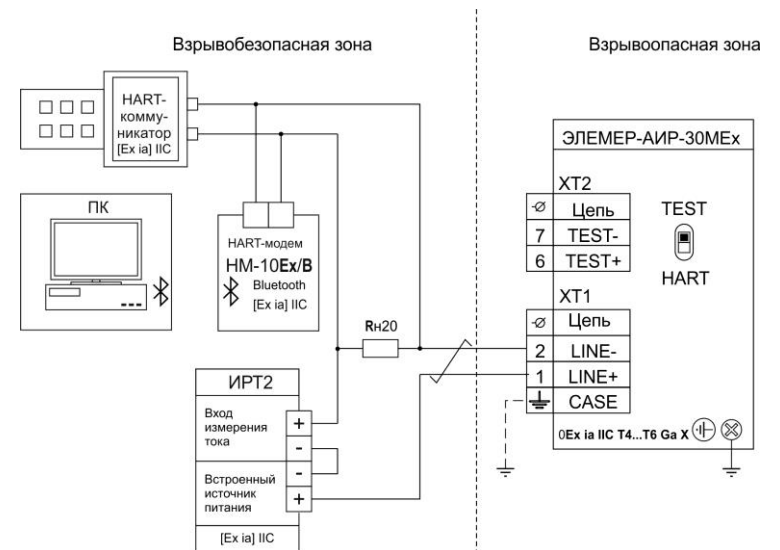 Взрывобезопасная зона
Взрывоопасная зона
HART-
комму-
никатор
[Ex ia] IIC
ПК
HART-модем
НМ-10Ex/B
Bluetooth
[Ex ia] IIC
Rн20
ИРТ2
Вход
измерения
тока
+
-
-
+
Встроенный
источник
питания
[Ex ia] IIC
ЭЛЕМЕР-АИР-30МЕх
XT2
Цепь
7 TEST-
6 TEST+
TEST
HART
XT1
Цепь
2 LINE-
1 LINE+
CASE
0Ex ia IIC T4...T6 Ga X